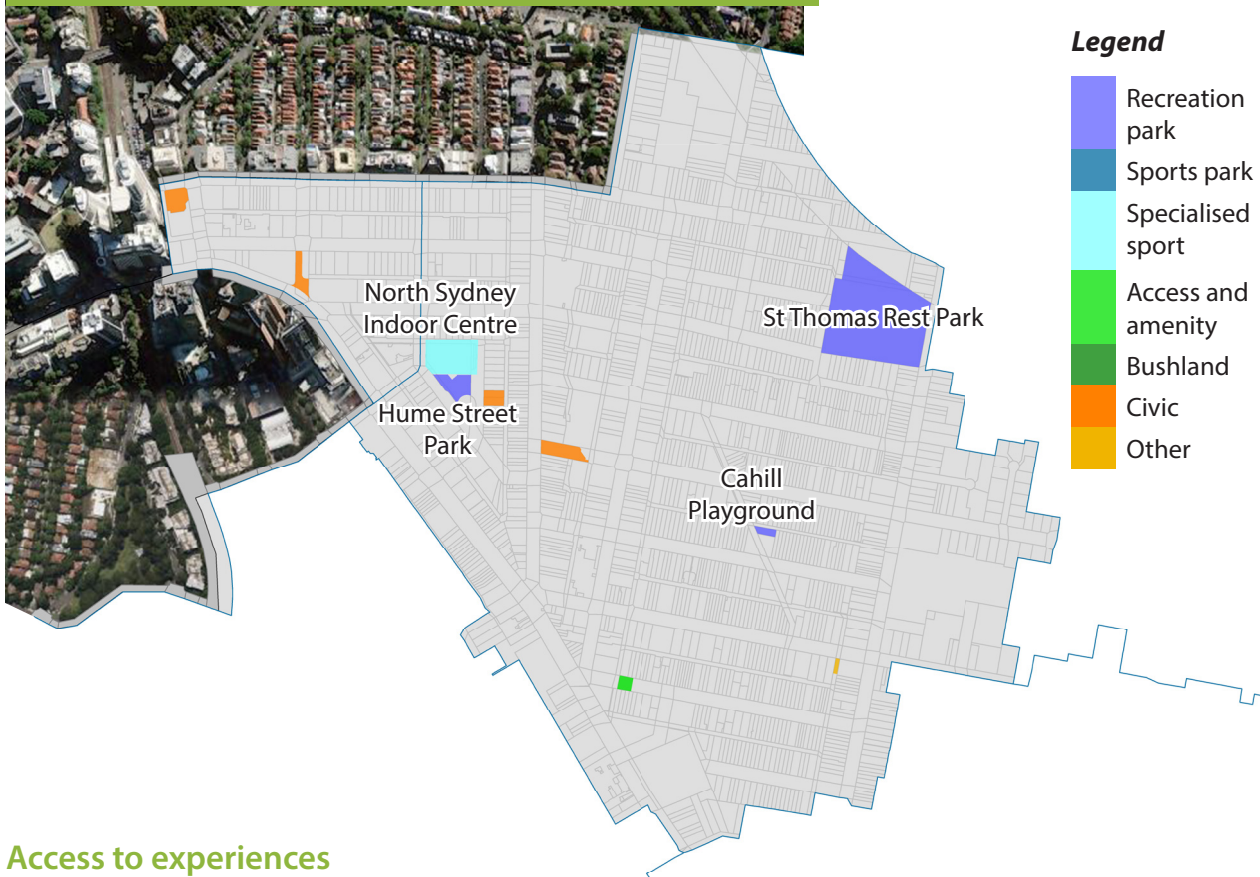 Legend
Recreation
park
Sports park
Specialised
sport
Access and
amenity
Bushland
Civic
Other
North Sydney
Indoor Centre
St Thomas Rest Park
Hume Street
Park
Cahill
Playground
Access to experiences